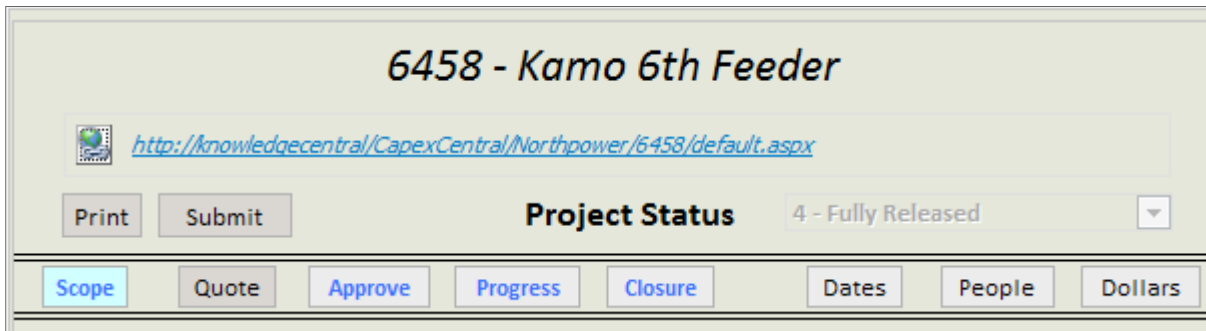 6458 - Kamo 6th Feeder
http://knowledgecentral/CapexCentral/Northpower/6458/default.aspx
Print Submit Project Status 4 - Fully Released
Scope Quote Approve Progress Closure Dates People Dollars